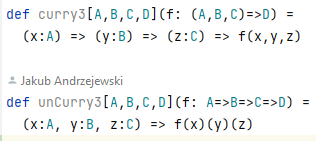 def curry3[A,B,C,D](f: (A,B,C)=>D) =
(x:A) => (y:B) => (z:C) => f(x,y,z)
Jakub Andrzejewski
def unCurry3[A,B,C,D](f: A=>B=>C=>D) =
(x:A, y:B, z:C) => f(x)(y)(z)